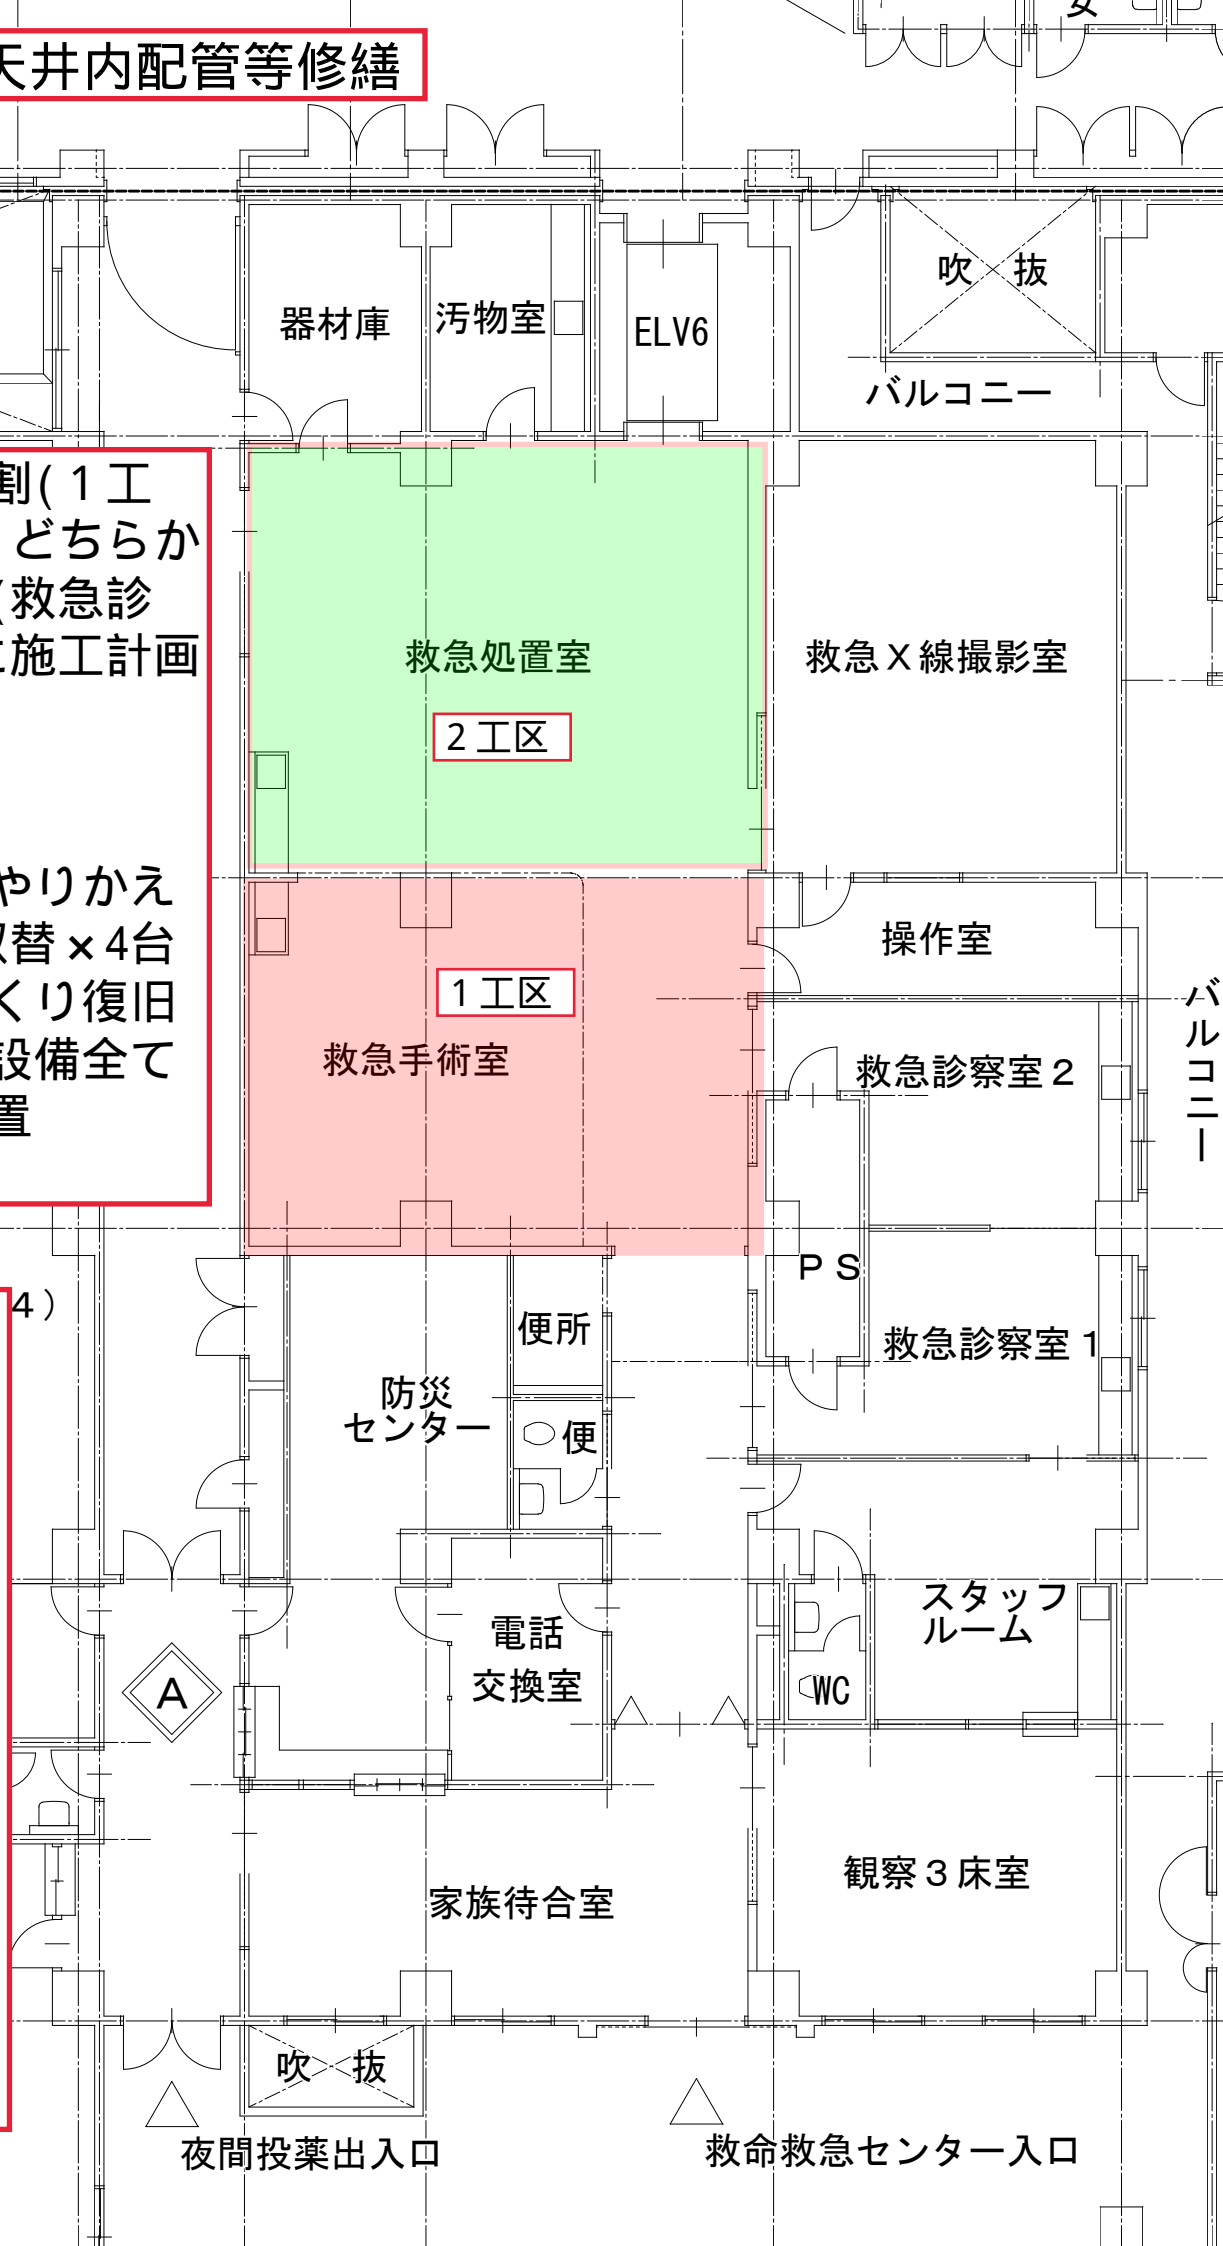 女
天井内配管等修繕
吹 抜
器材庫
汚物室
ELV6
バルコニー
割(１工
どちらか
(救急診
に施工計画
救急処置室
救急Ｘ線撮影室
２工区
やりかえ
取替×4台
くり復旧
設備全て
置
操作室
１工区
バルコニー
救急手術室
救急診察室２
ＰＳ
4）
便所
救急診察室１
防災
センター
便
スタッフ
ルーム
電話
交換室
WC
A
観察３床室
家族待合室
吹 抜
夜間投薬出入口
救命救急センター入口